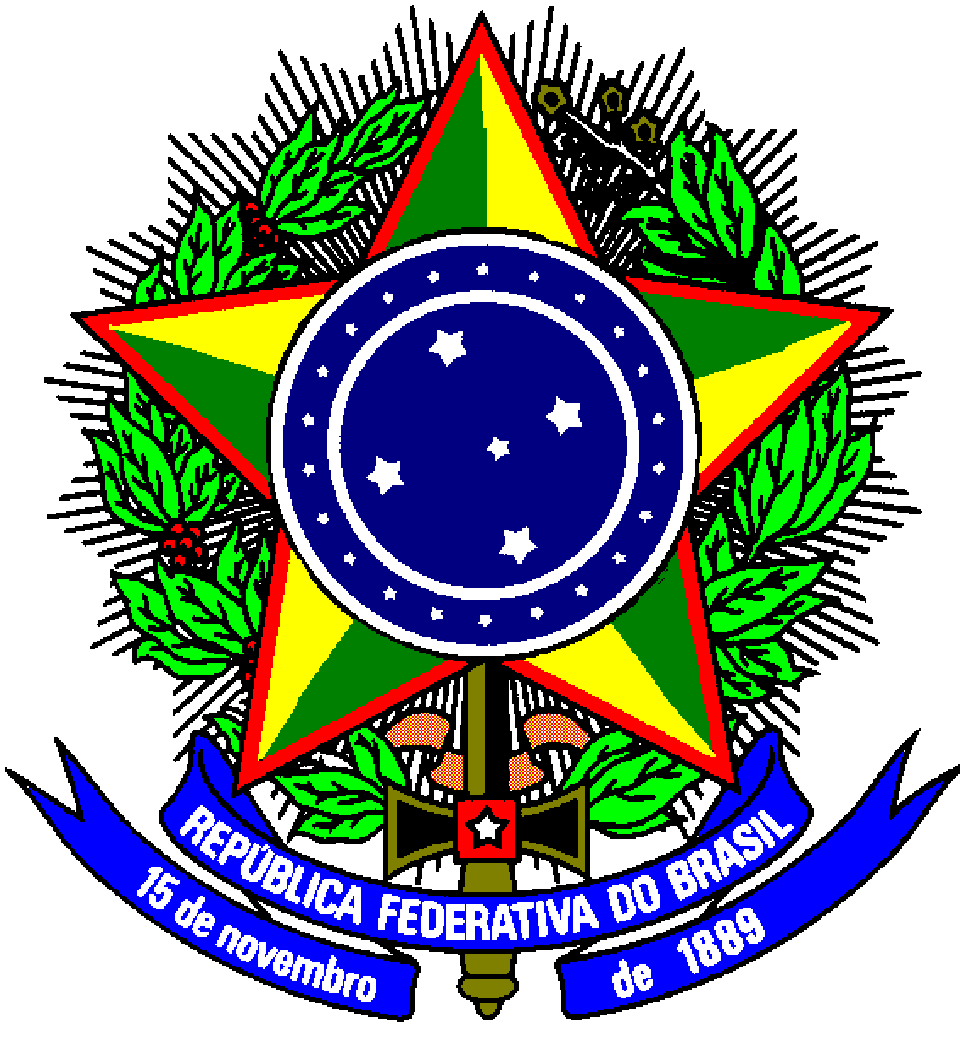 REPÚBLICA FEDERATIVA DO BRASIL
15 de novembro de 1889